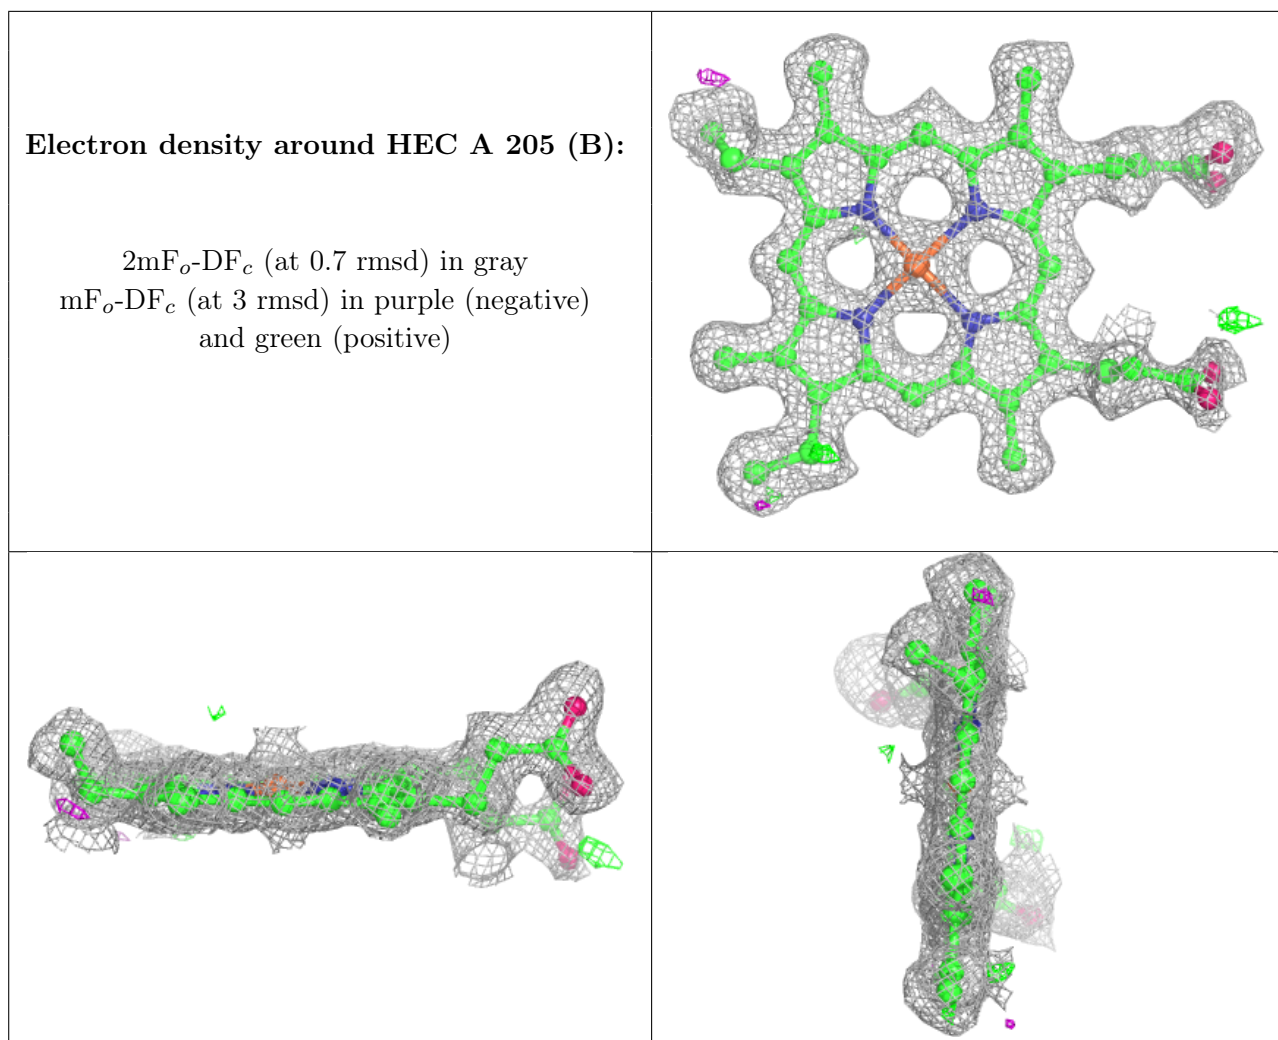 Electron density around HEC A 205 (B):
2mFₒ-DF𝒸 (at 0.7 rmsd) in gray
mFₒ-DF𝒸 (at 3 rmsd) in purple (negative)
and green (positive)